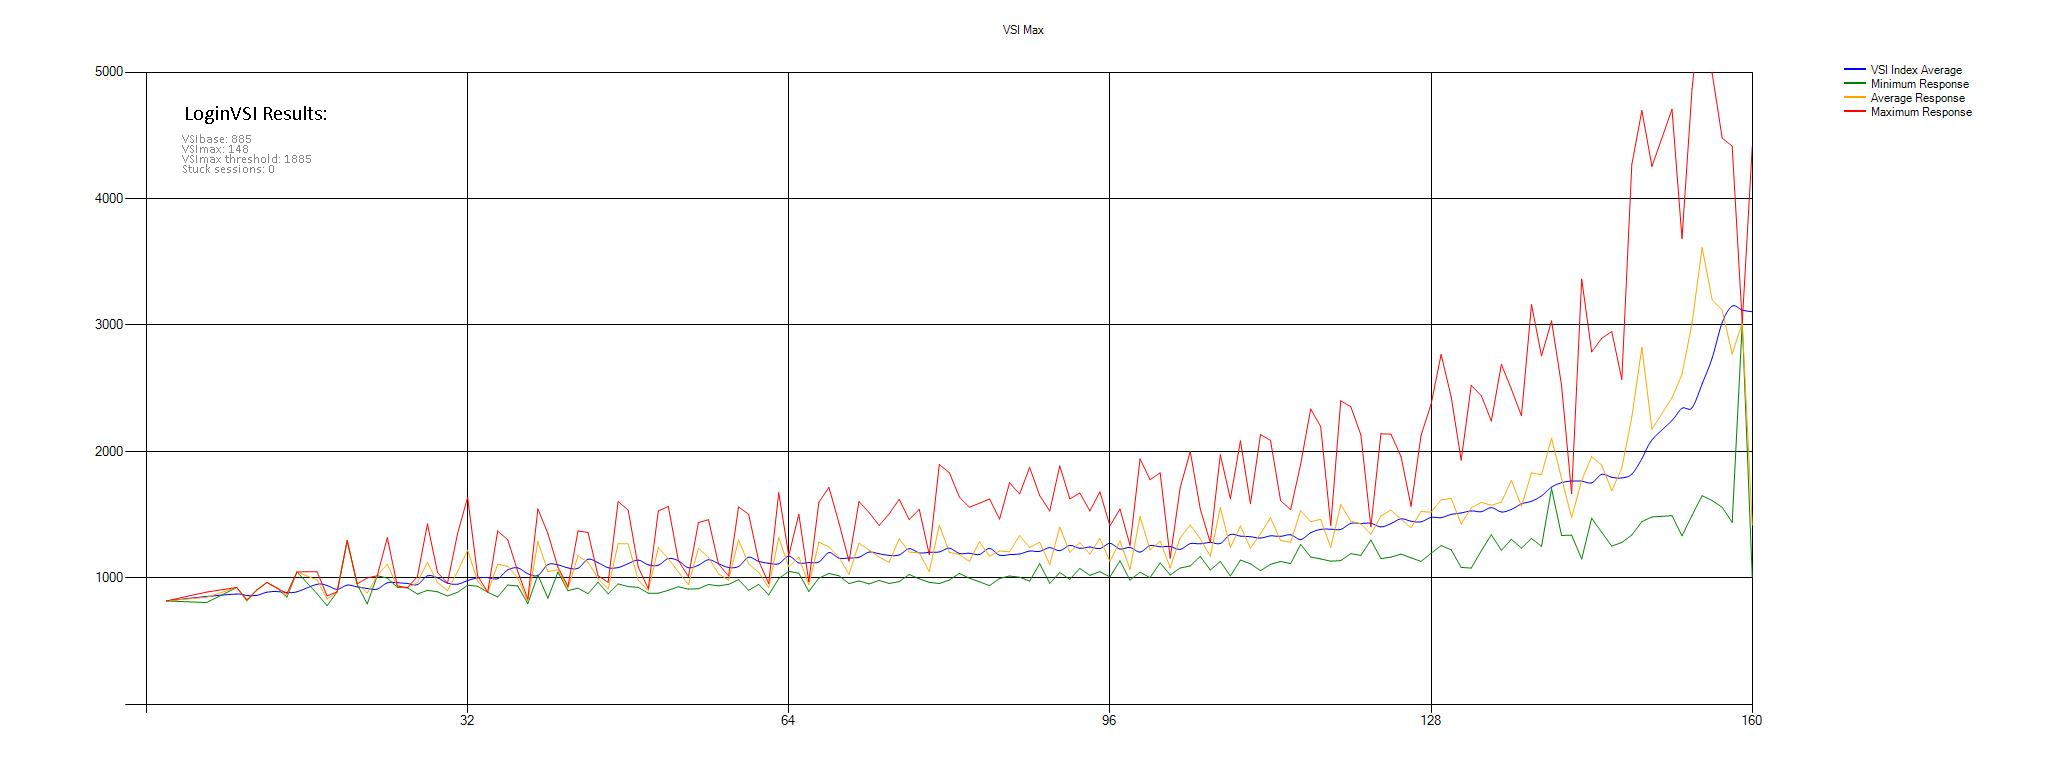 VSI Max
5000
4000
3000
2000
1000
32
64
96
128
160
LoginVSI Results:
VSIbase: 885
VSImax: 148
VSImax threshold: 1885
Stuck sessions: 0
VSI Index Average
Minimum Response
Average Response
Maximum Response